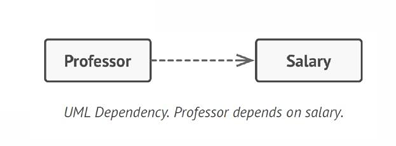 Professor
Salary
UML Dependency. Professor depends on salary.